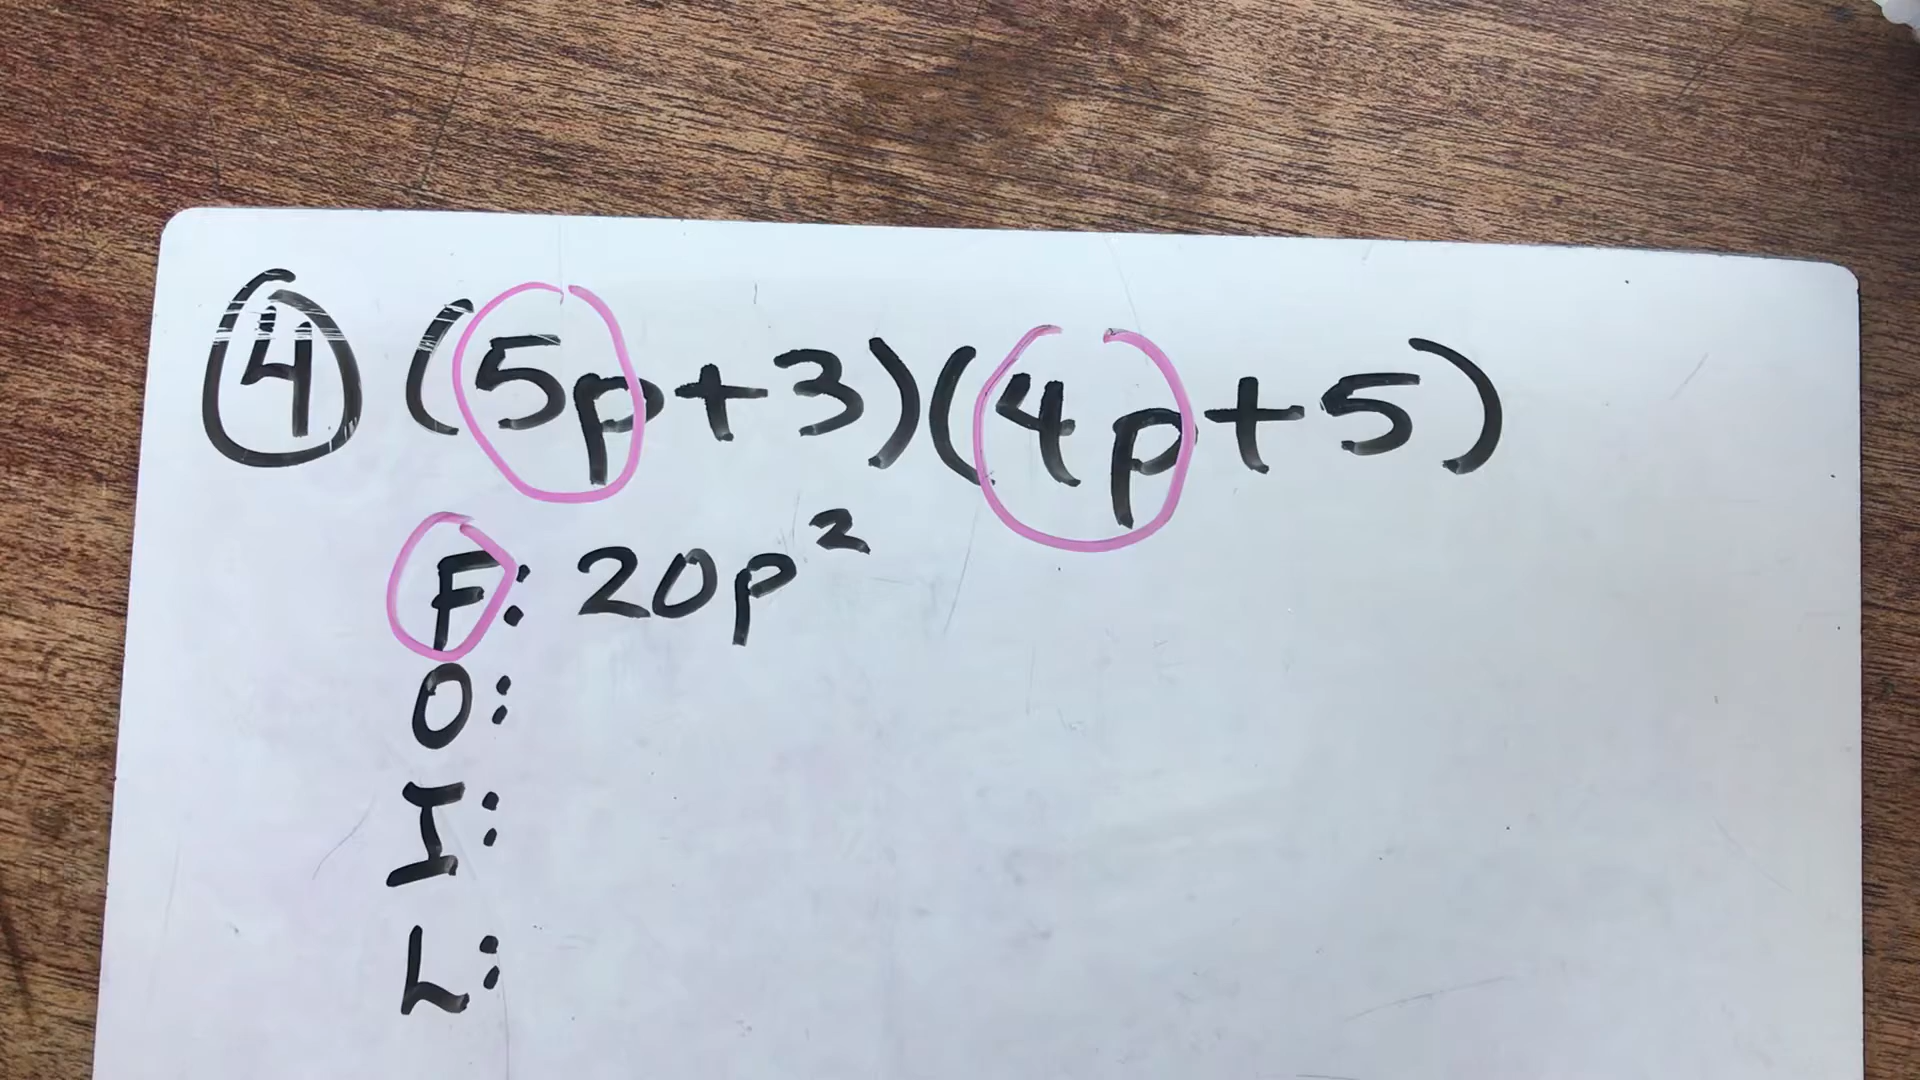 ④ (5p+3)(4p+5)
F: 20p²
O:
I:
L: